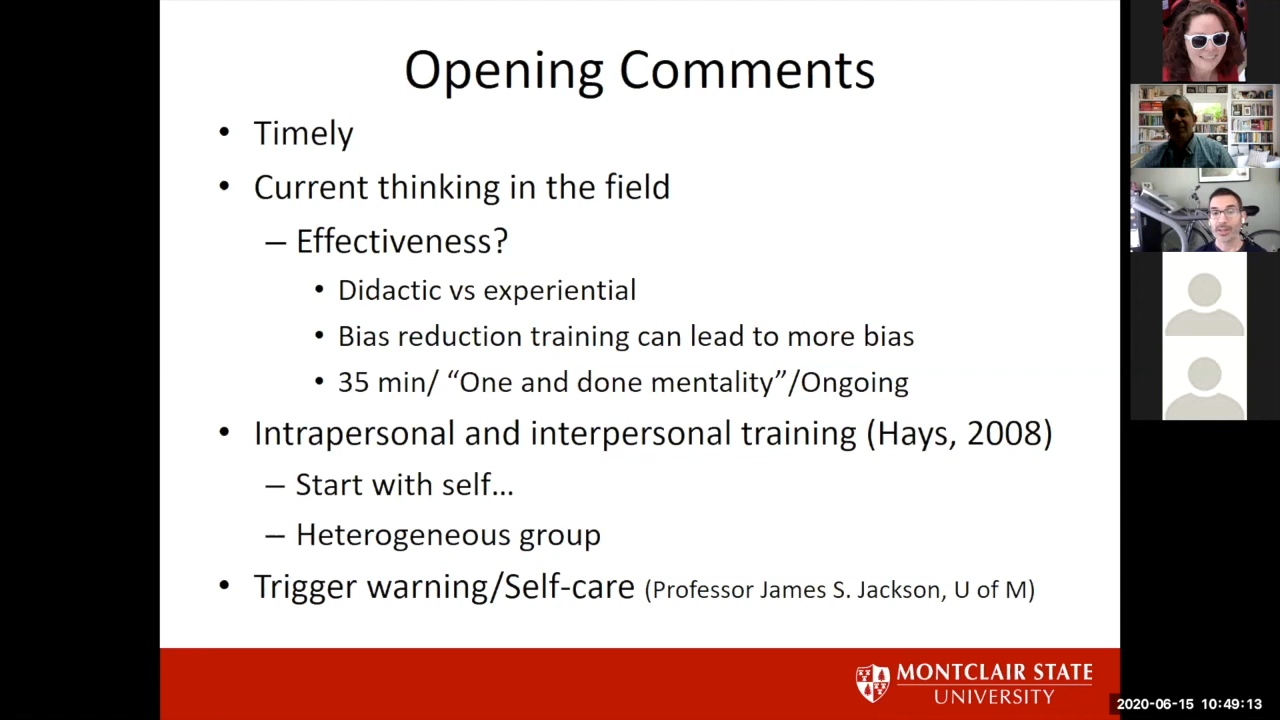 Opening Comments
• Timely
• Current thinking in the field
– Effectiveness?
• Didactic vs experiential
• Bias reduction training can lead to more bias
• 35 min/ “One and done mentality”/Ongoing
• Intrapersonal and interpersonal training (Hays, 2008)
– Start with self…
– Heterogeneous group
• Trigger warning/Self-care (Professor James S. Jackson, U of M)
MONTCLAIR STATE
UNIVERSITY
2020-06-15 10:49:13